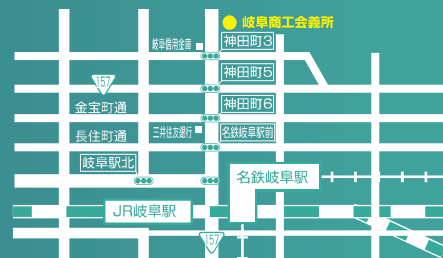 岐阜商工会議所
岐阜信用金庫
神田町3
神田町5
157
金宝町通
神田町6
長住町通
三井住友銀行
名鉄岐阜駅前
岐阜駅北
名鉄岐阜駅
JR岐阜駅
157